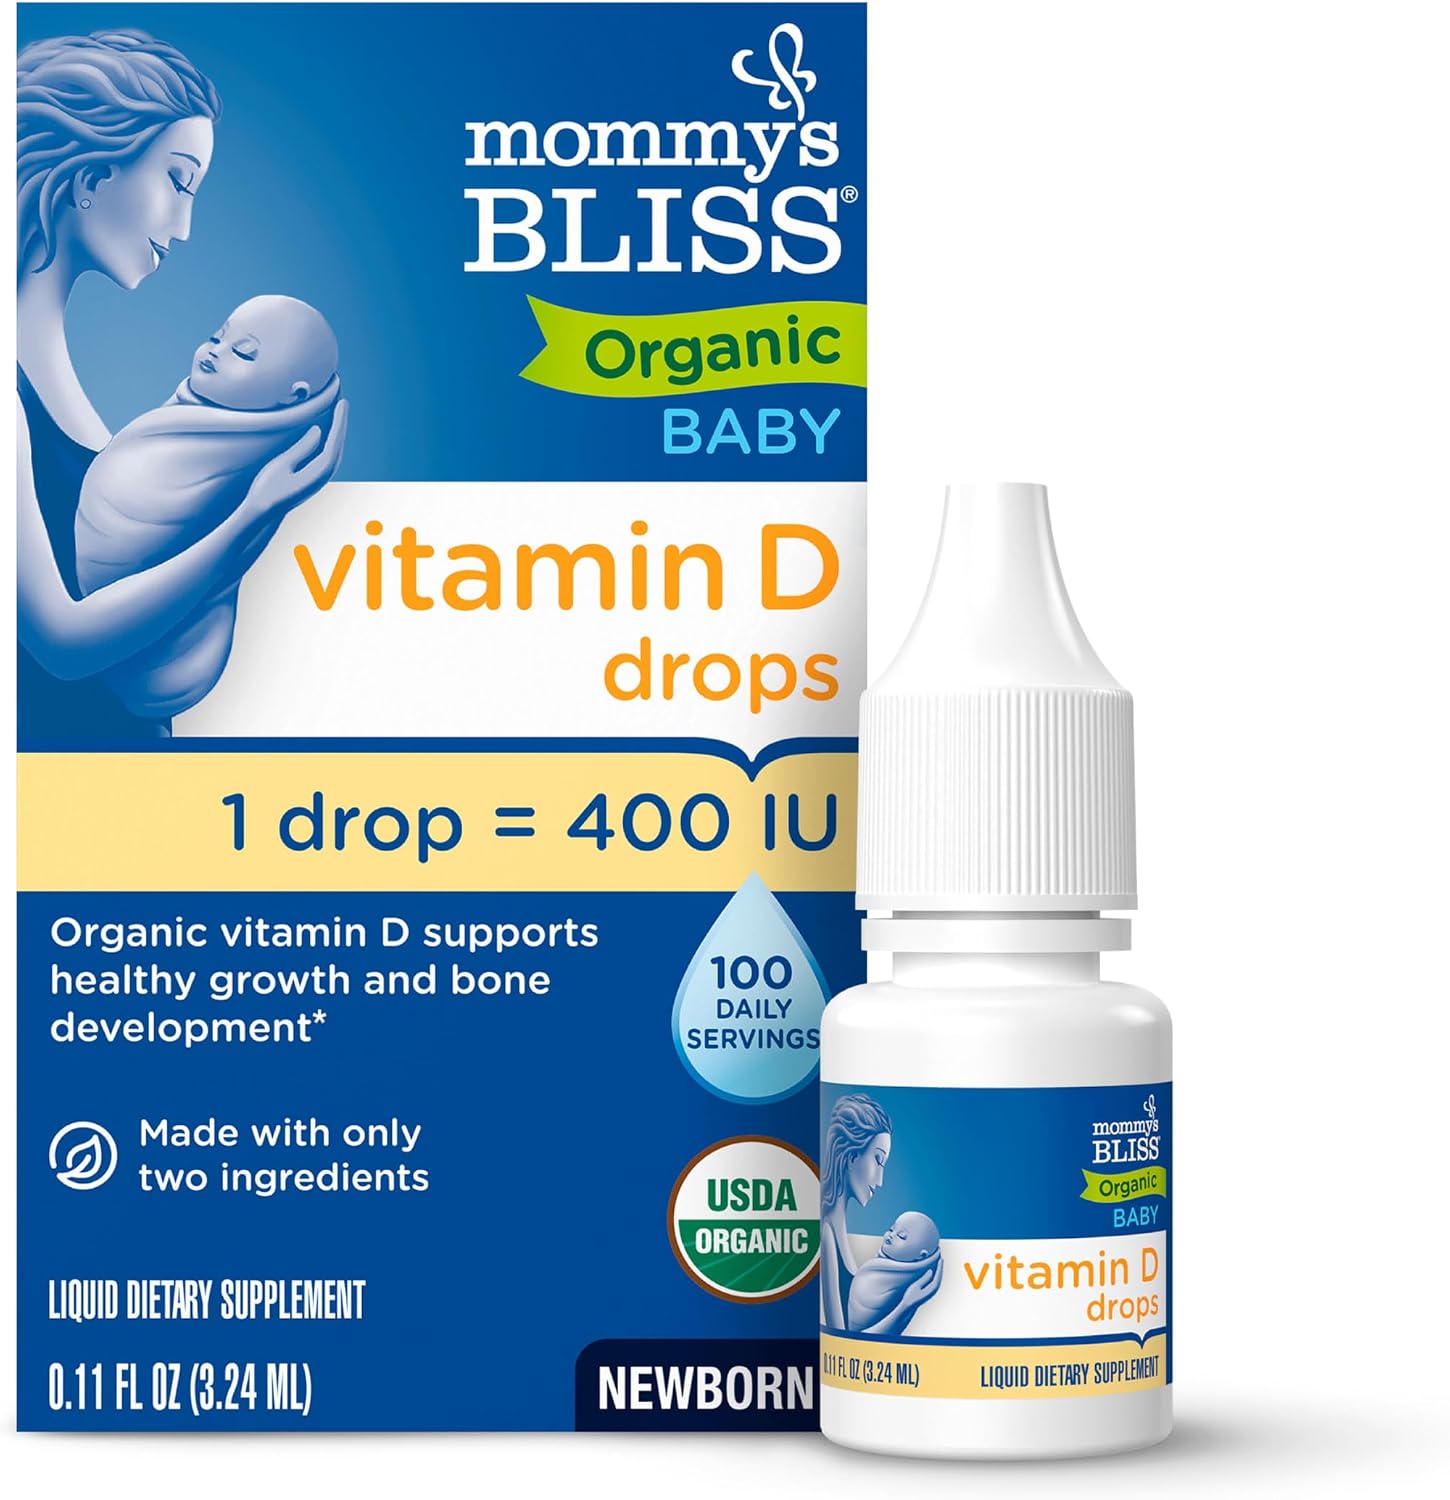 mommy's
BLISS®
Organic
BABY
vitamin D
drops
1 drop = 400 IU
Organic vitamin D supports
healthy growth and bone
development*
100
DAILY
SERVINGS
Made with only
two ingredients
USDA
ORGANIC
LIQUID DIETARY SUPPLEMENT
0.11 FL OZ (3.24 ML)
NEWBORN
mommy's
BLISS
Organic
BABY
vitamin D
drops
0.11 FL OZ (3.24 ML)
LIQUID DIETARY SUPPLEMENT